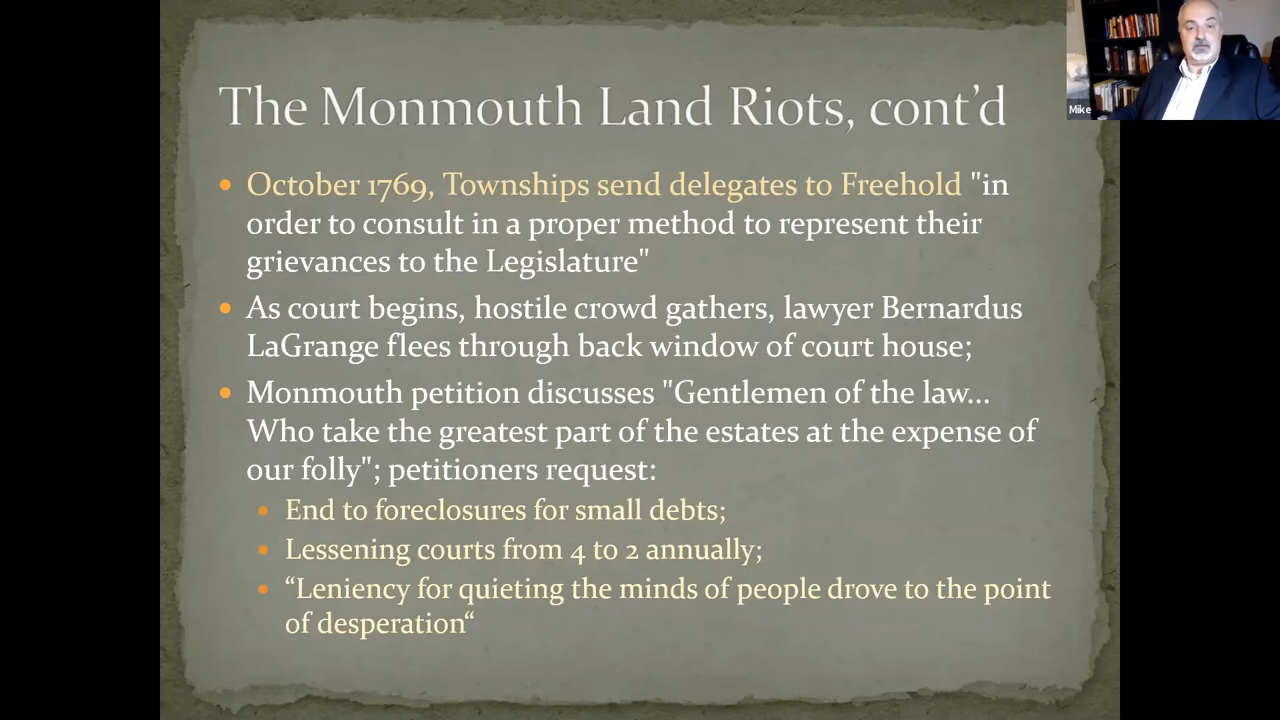 The Monmouth Land Riots, cont’d
October 1769, Townships send delegates to Freehold "in
order to consult in a proper method to represent their
grievances to the Legislature"
As court begins, hostile crowd gathers, lawyer Bernardus
LaGrange flees through back window of court house;
Monmouth petition discusses "Gentlemen of the law...
Who take the greatest part of the estates at the expense of
our folly"; petitioners request:
End to foreclosures for small debts;
Lessening courts from 4 to 2 annually;
“Leniency for quieting the minds of people drove to the point
of desperation“
Mike